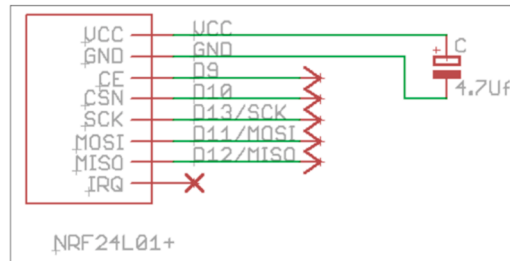 VCC VCC
GND GND
CE D9
CSN D10
SCK D13/SCK
MOSI D11/MOSI
MISO D12/MISO
IRQ
+ C
4.7Uf
NRF24L01+